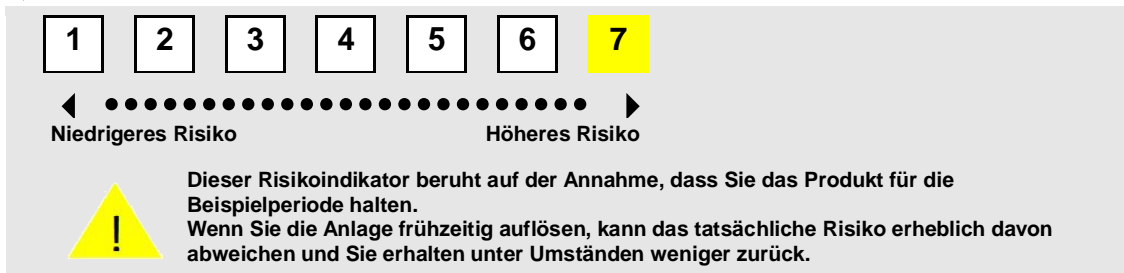 1 2 3 4 5 6 7
Niedrigeres Risiko Höheres Risiko
Dieser Risikoindikator beruht auf der Annahme, dass Sie das Produkt für die
Beispielperiode halten.
Wenn Sie die Anlage frühzeitig auflösen, kann das tatsächliche Risiko erheblich davon
abweichen und Sie erhalten unter Umständen weniger zurück.
!